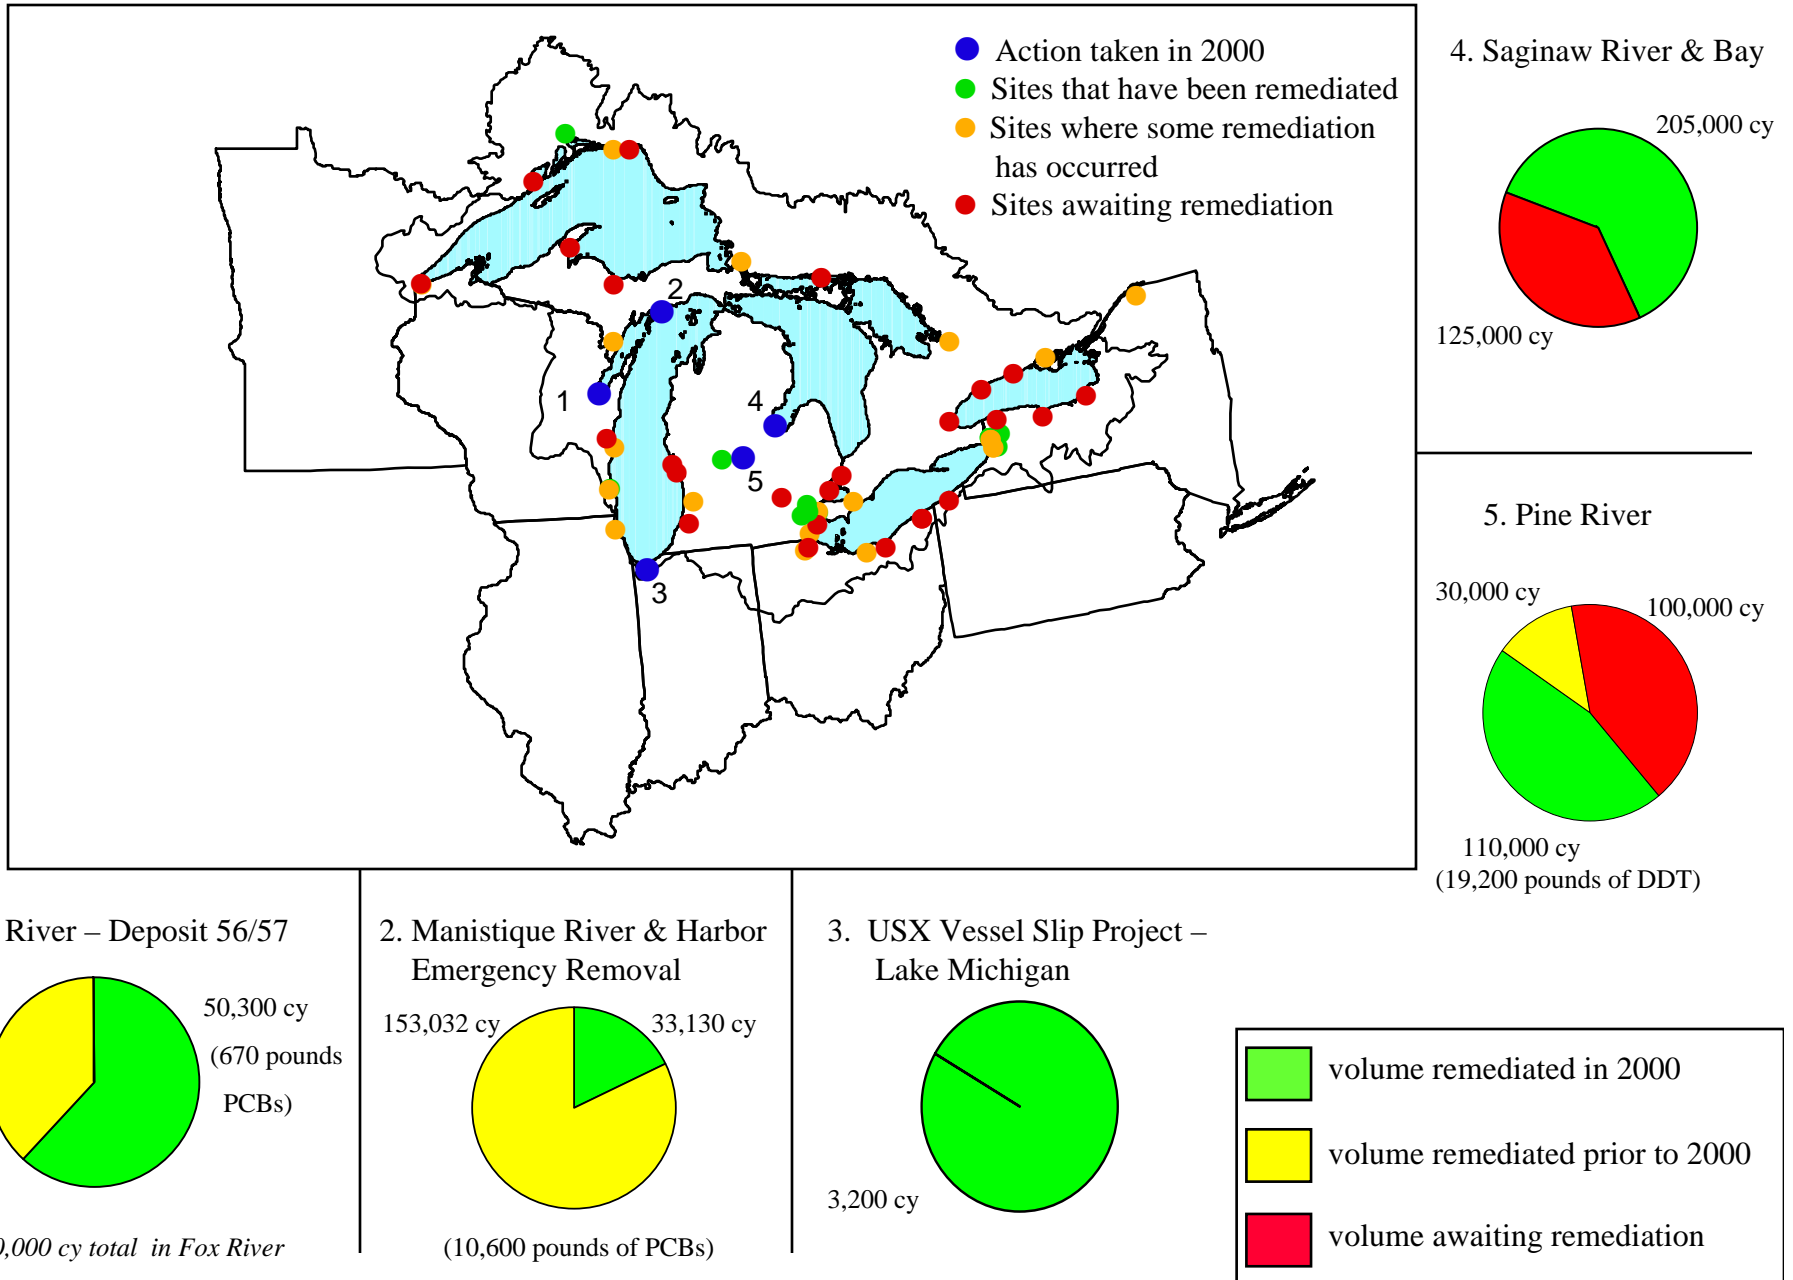 Action taken in 2000
Sites that have been remediated
Sites where some remediation
has occurred
Sites awaiting remediation
1
2
3
4
5
4. Saginaw River & Bay
205,000 cy
125,000 cy
5. Pine River
30,000 cy
100,000 cy
110,000 cy
(19,200 pounds of DDT)
River – Deposit 56/57
50,300 cy
(670 pounds
PCBs)
0,000 cy total in Fox River
2. Manistique River & Harbor
Emergency Removal
153,032 cy
33,130 cy
(10,600 pounds of PCBs)
3. USX Vessel Slip Project –
Lake Michigan
3,200 cy
volume remediated in 2000
volume remediated prior to 2000
volume awaiting remediation